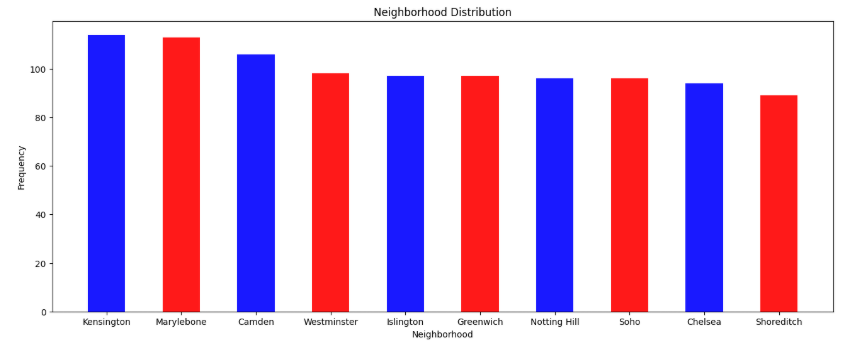 Neighborhood Distribution
Frequency
100
80
60
40
20
0
Kensington Marylebone Camden Westminster Islington Greenwich Notting Hill Soho Chelsea Shoreditch
Neighborhood